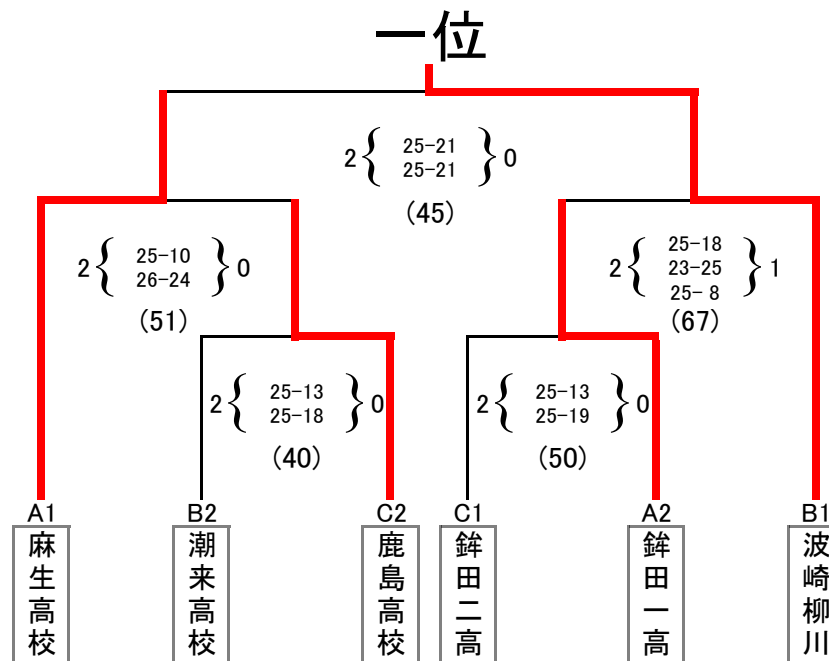 一位
2 { 25-21 25-21 } 0
(45)
2 { 25-10 26-24 } 0
(51)
2 { 25-18 23-25 25- 8 } 1
(67)
2 { 25-13 25-18 } 0
(40)
2 { 25-13 25-19 } 0
(50)
A1
麻生高校
B2
潮来高校
C2
鹿島高校
C1
鉾田二高
A2
鉾田一高
B1
波崎柳川